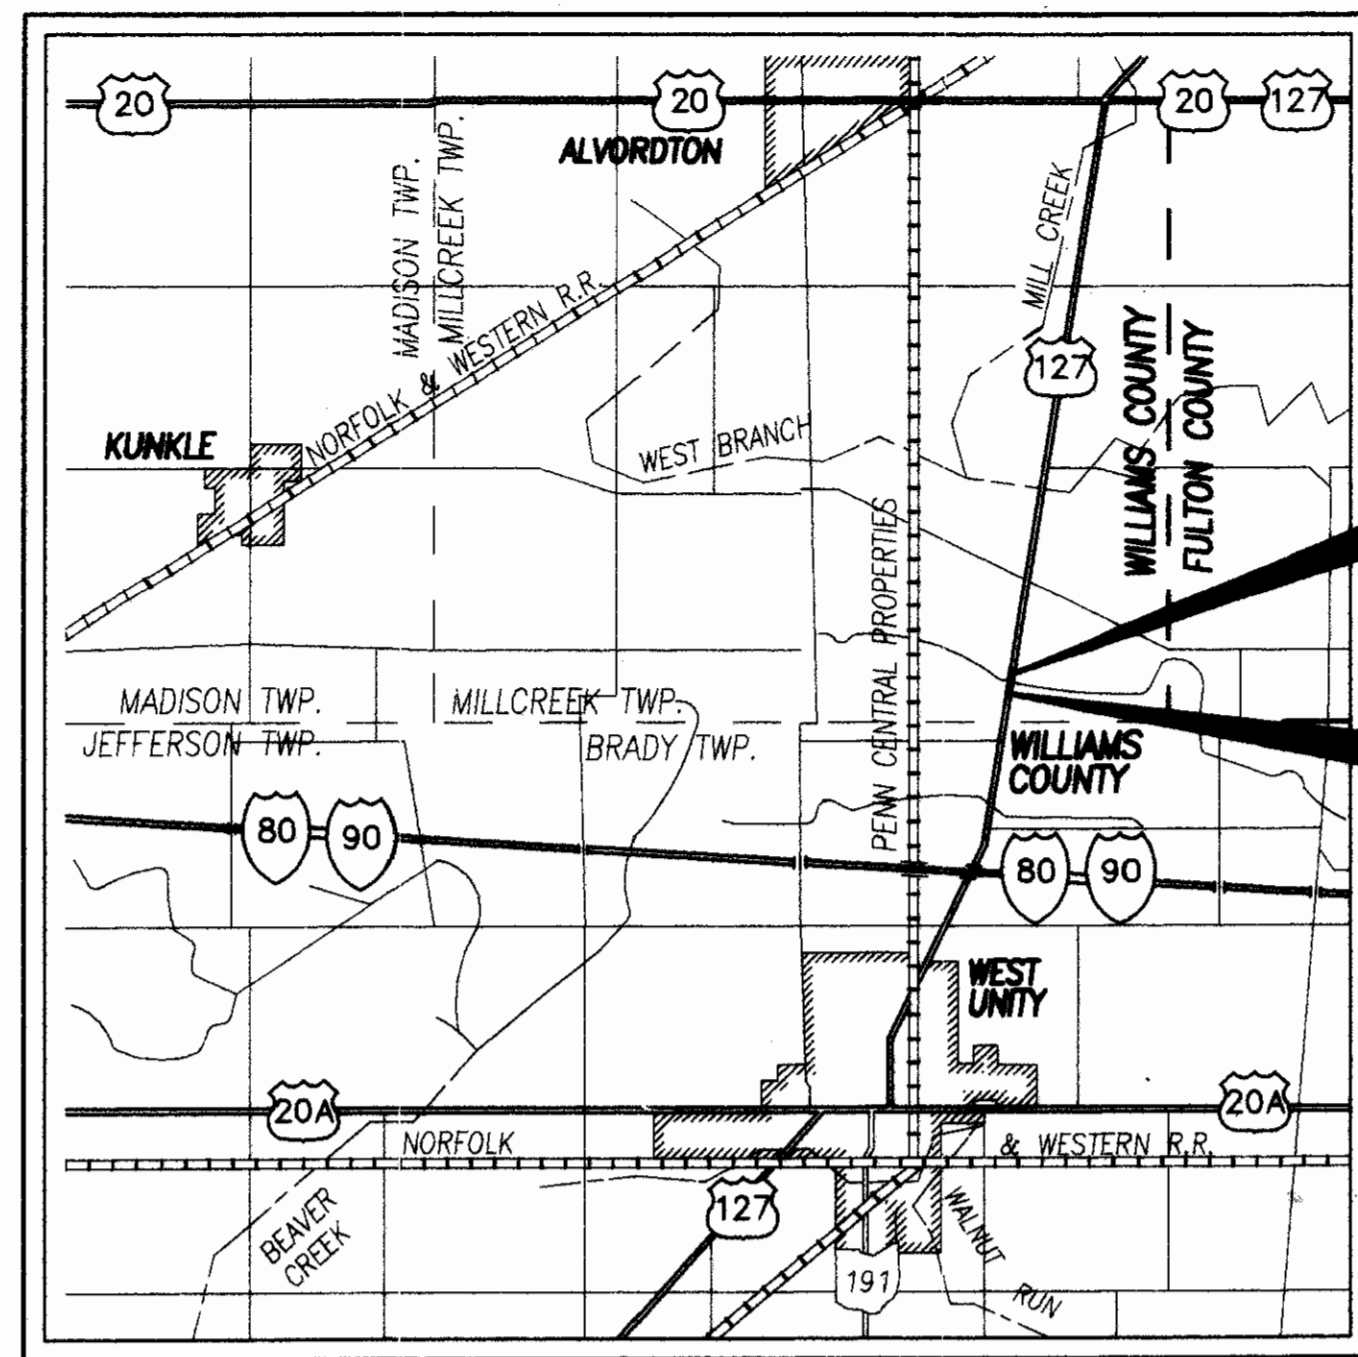 20
20
20
127
ALVORDTON
MADISON TWP.
MILLCREEK TWP.
MILL CREEK
NORFOLK & WESTERN R.R.
127
WILLIAMS COUNTY
FULTON COUNTY
KUNKLE
WEST BRANCH
PENN CENTRAL PROPERTIES
MADISON TWP.
MILLCREEK TWP.
JEFFERSON TWP.
BRADY TWP.
WILLIAMS
COUNTY
80
90
80
90
WEST
UNITY
20A
20A
NORFOLK
& WESTERN R.R.
BEAVER
CREEK
127
WALNUT
RUN
191